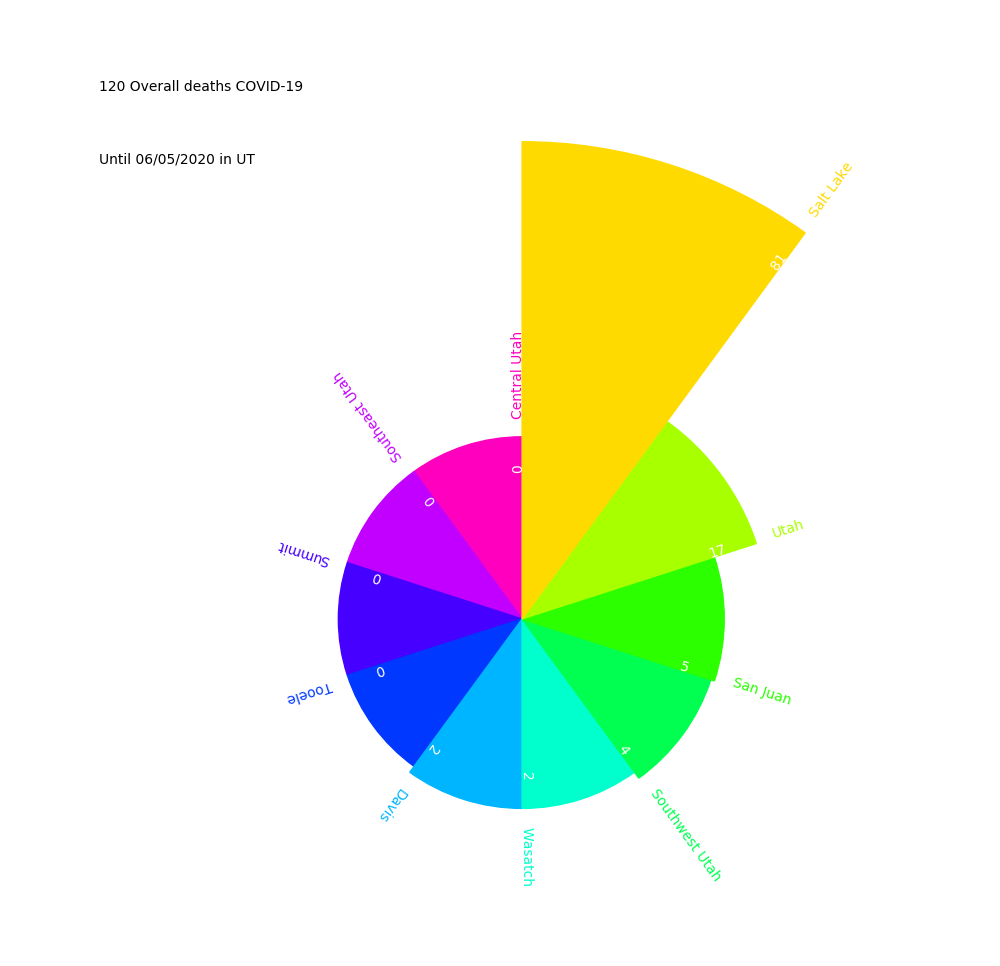 120 Overall deaths COVID-19
Until 06/05/2020 in UT
Salt Lake
81
Utah
17
San Juan
5
Southwest Utah
4
Wasatch
2
Davis
2
Tooele
0
Summit
0
Southeast Utah
0
Central Utah
0